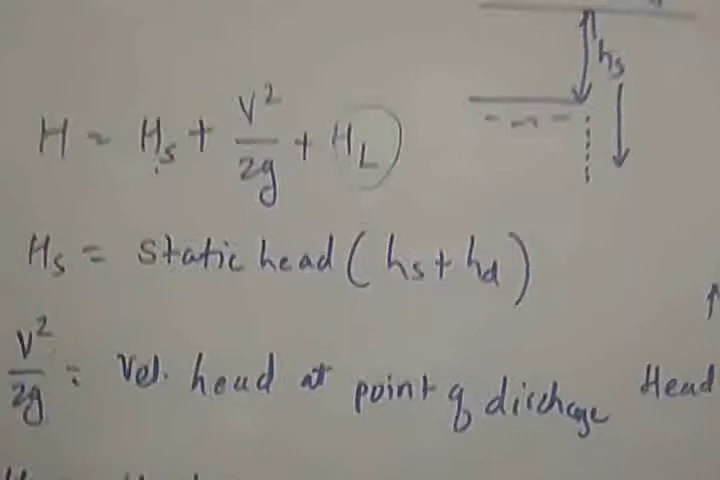 hs
H = Hs + V²/2g + HL
Hs = Static head (hs + hd)
V²/2g = Vel. head at point of discharge
Head